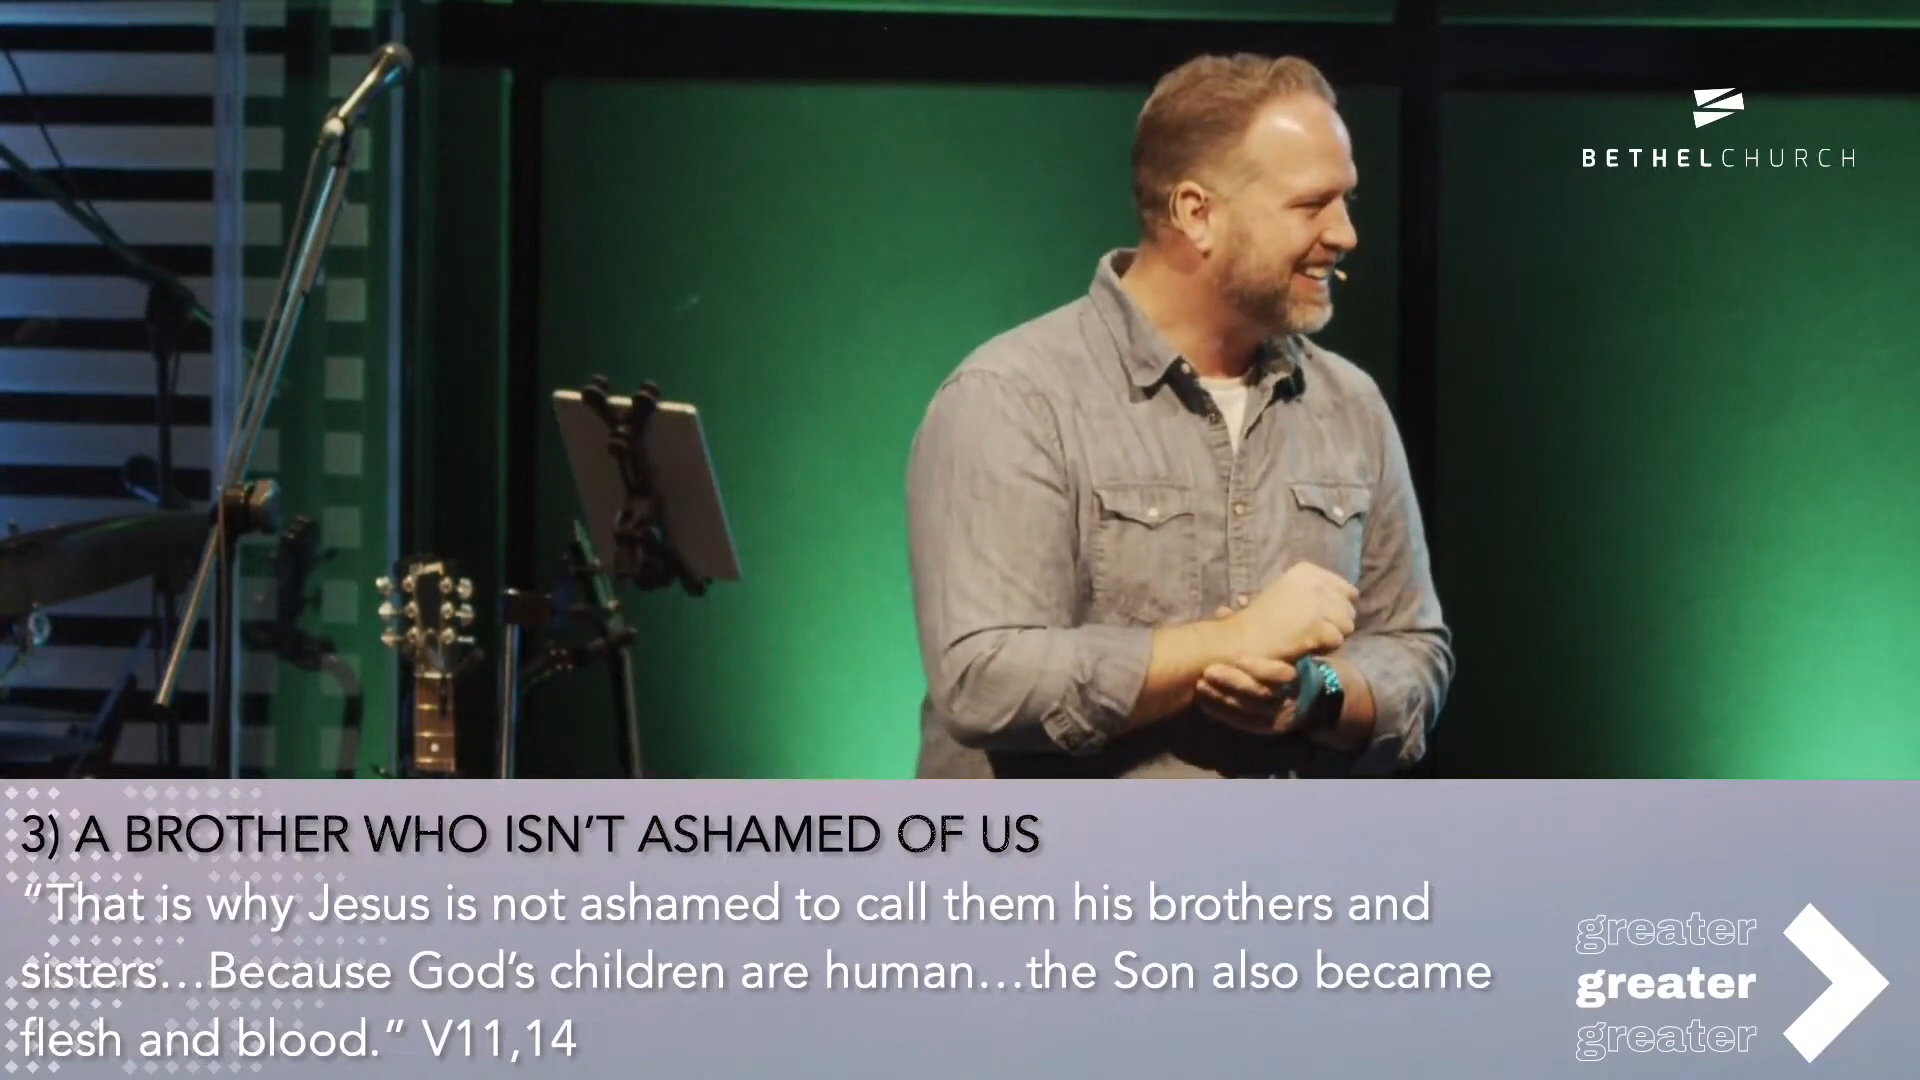 BETHELCHURCH
3) A BROTHER WHO ISN’T ASHAMED OF US
“That is why Jesus is not ashamed to call them his brothers and
sisters…Because God’s children are human…the Son also became
flesh and blood.” V11,14
greater
greater
greater